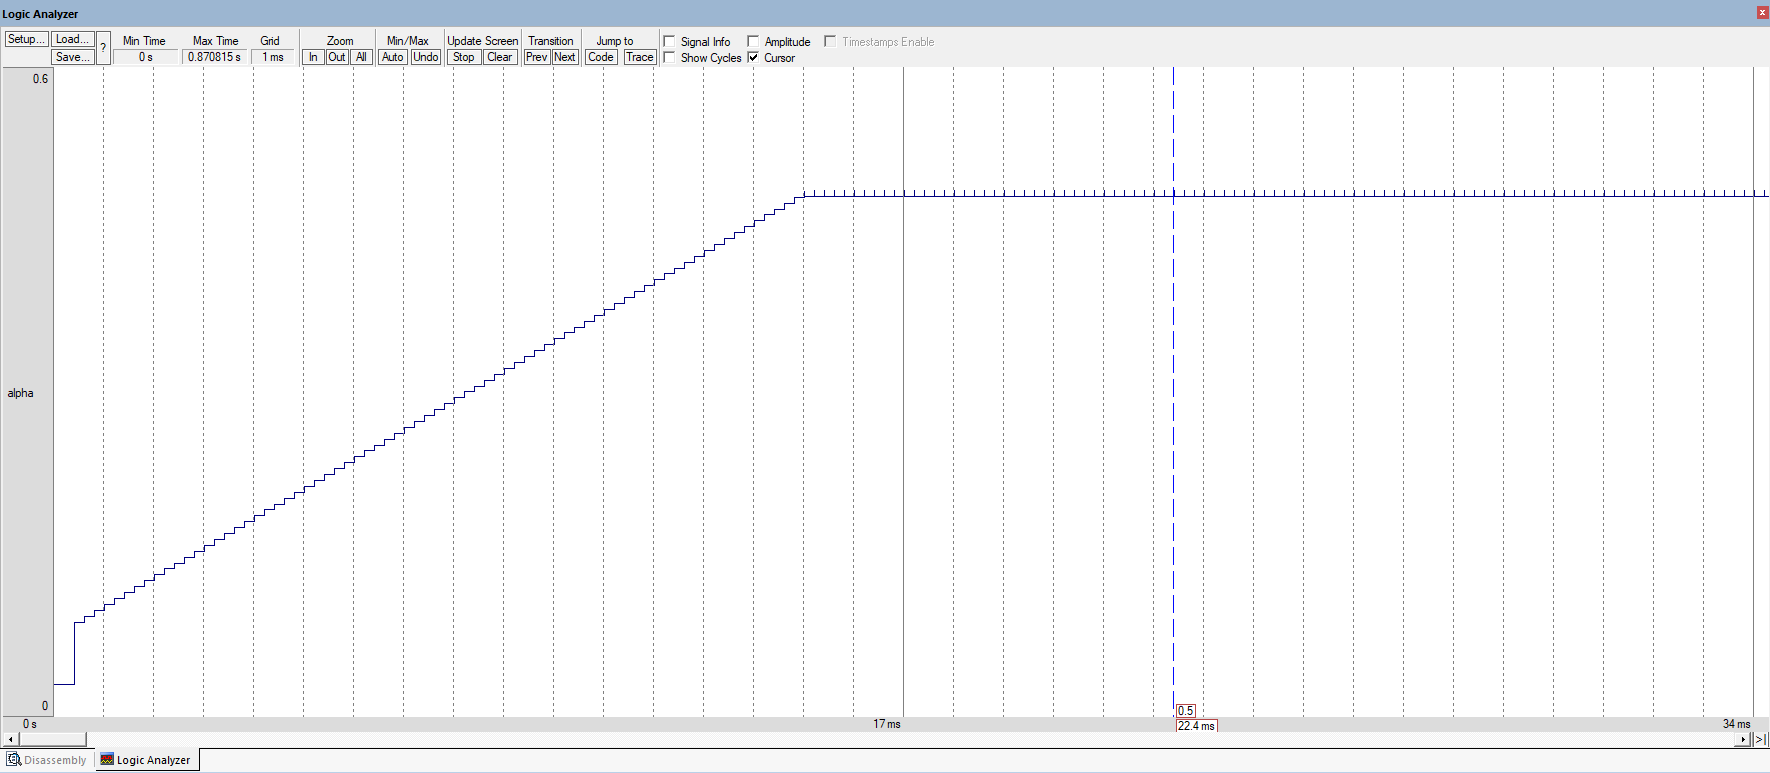 Logic Analyzer
Setup... Load... Save... ?
Min Time Max Time Grid Zoom Min/Max Update Screen Transition Jump to Signal Info Amplitude Timestamps Enable
0 s 0.870815 s 1 ms In Out All Auto Undo Stop Clear Prev Next Code Trace Show Cycles Cursor
0.6
alpha
0
0.5
0 s 17 ms 22.4 ms 34 ms
>|
Disassembly Logic Analyzer